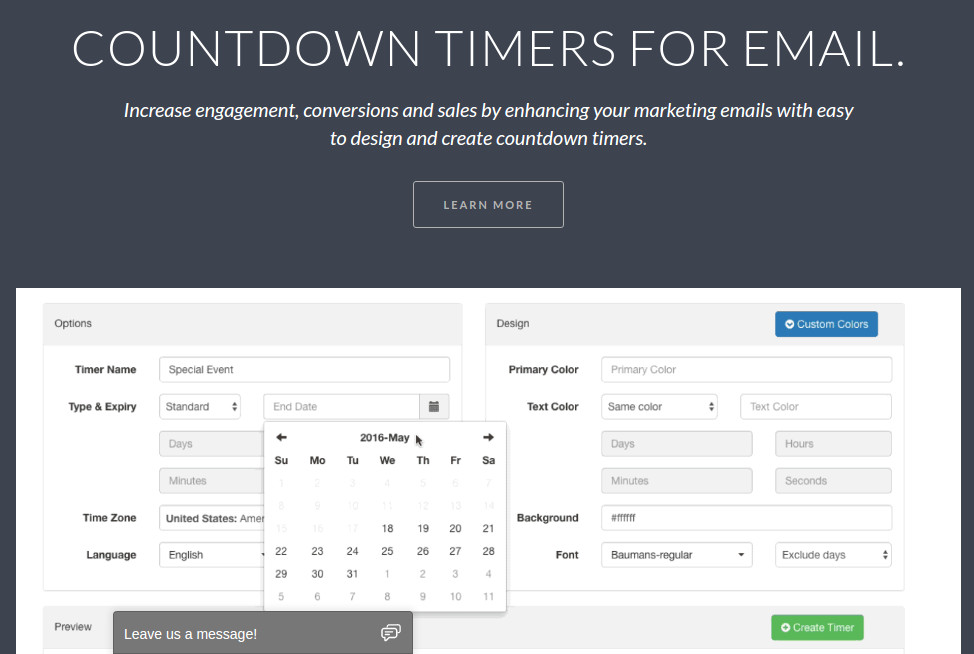 COUNTDOWN TIMERS FOR EMAIL.
Increase engagement, conversions and sales by enhancing your marketing emails with easy
to design and create countdown timers.
LEARN MORE
Options
Timer Name Special Event
Type & Expiry Standard End Date
Days
Minutes
Time Zone United States: Amer
Language English
2016-May
Su Mo Tu We Th Fr Sa
1 2 3 4 5 6 7
8 9 10 11 12 13 14
15 16 17 18 19 20 21
22 23 24 25 26 27 28
29 30 31 1 2 3 4
5 6 7 8 9 10 11
Design Custom Colors
Primary Color Primary Color
Text Color Same color Text Color
Days Hours
Minutes Seconds
Background #ffffff
Font Baumans-regular Exclude days
Preview Create Timer
Leave us a message!